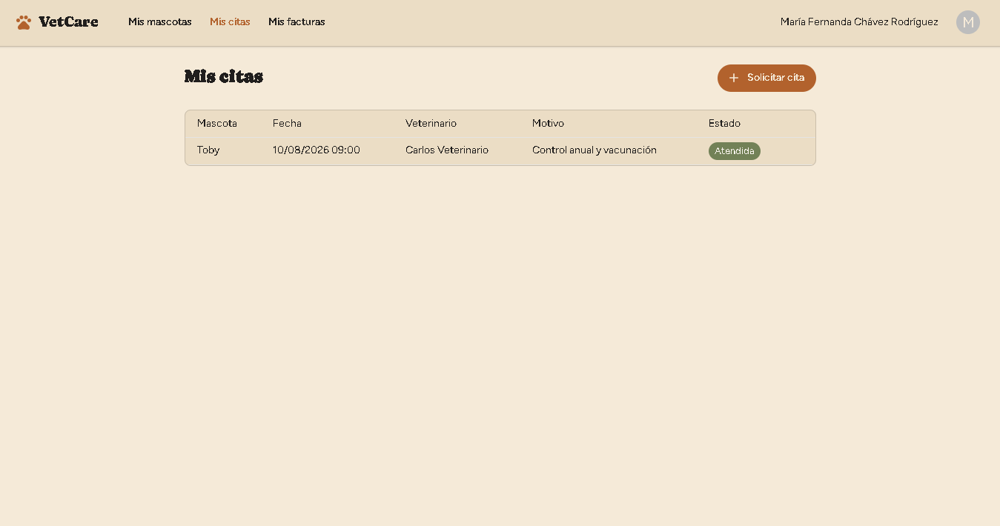 VetCare Mis mascotas Mis citas Mis facturas María Fernanda Chávez Rodríguez M
Mis citas + Solicitar cita
Mascota Fecha Veterinario Motivo Estado
Toby 10/08/2026 09:00 Carlos Veterinario Control anual y vacunación Atendida